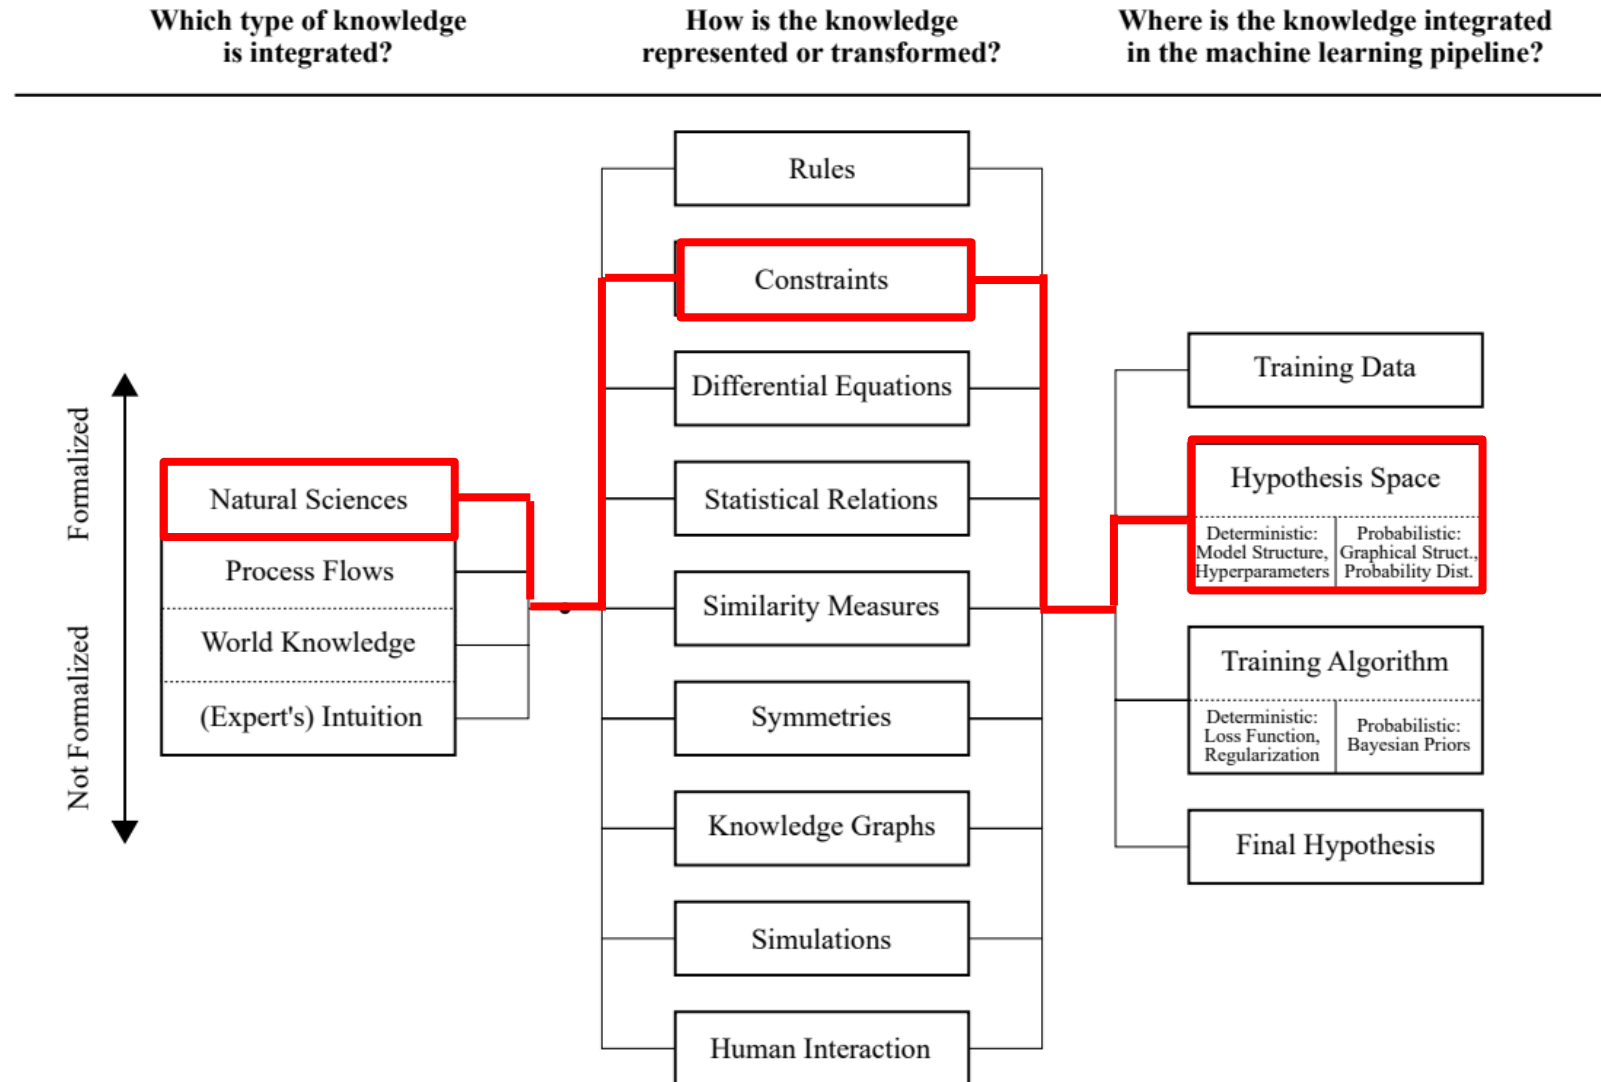 Which type of knowledge
is integrated?
How is the knowledge
represented or transformed?
Where is the knowledge integrated
in the machine learning pipeline?
Formalized
Not Formalized
Natural Sciences
Process Flows
World Knowledge
(Expert's) Intuition
Rules
Constraints
Differential Equations
Statistical Relations
Similarity Measures
Symmetries
Knowledge Graphs
Simulations
Human Interaction
Training Data
Hypothesis Space
Deterministic:
Model Structure,
Hyperparameters
Probabilistic:
Graphical Struct.,
Probability Dist.
Training Algorithm
Deterministic:
Loss Function,
Regularization
Probabilistic:
Bayesian Priors
Final Hypothesis